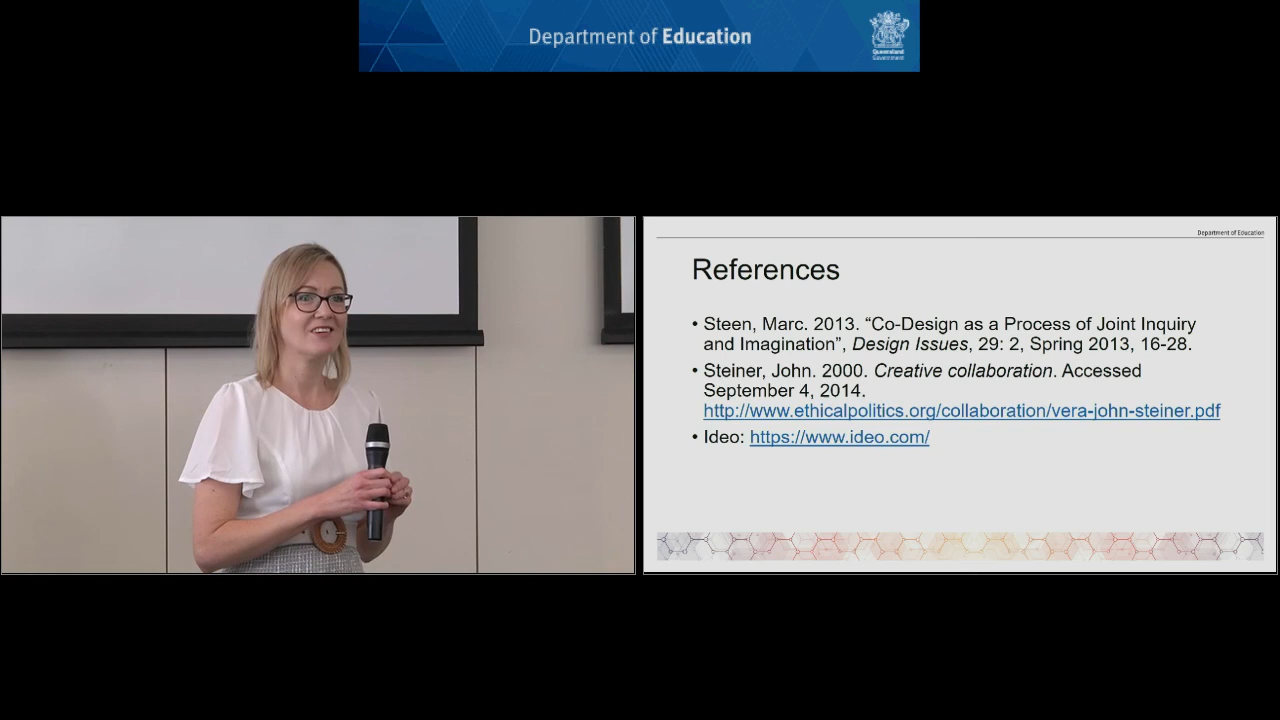 Department of Education
Queensland
Government
Department of Education
References
• Steen, Marc. 2013. “Co-Design as a Process of Joint Inquiry
and Imagination”, Design Issues, 29: 2, Spring 2013, 16-28.
• Steiner, John. 2000. Creative collaboration. Accessed
September 4, 2014.
http://www.ethicalpolitics.org/collaboration/vera-john-steiner.pdf
• Ideo: https://www.ideo.com/